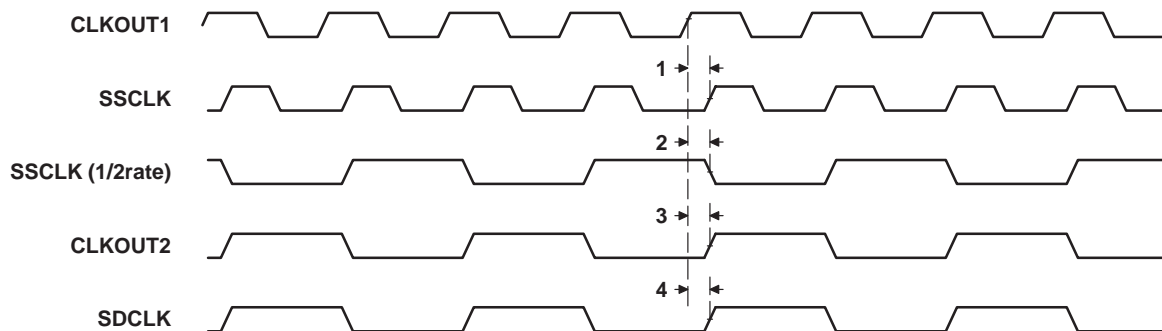 CLKOUT1
1
SSCLK
2
SSCLK (1/2rate)
3
CLKOUT2
4
SDCLK